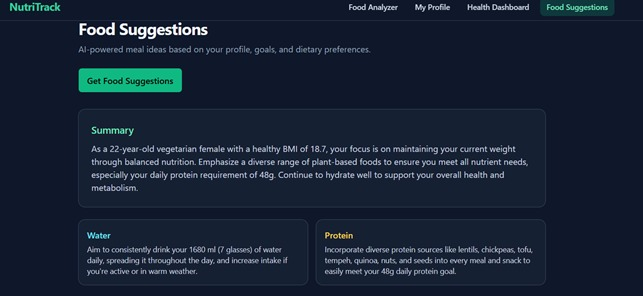 NutriTrack
Food Analyzer My Profile Health Dashboard Food Suggestions
Food Suggestions
AI-powered meal ideas based on your profile, goals, and dietary preferences.
Get Food Suggestions
Summary
As a 22-year-old vegetarian female with a healthy BMI of 18.7, your focus is on maintaining your current weight
through balanced nutrition. Emphasize a diverse range of plant-based foods to ensure you meet all nutrient needs,
especially your daily protein requirement of 48g. Continue to hydrate well to support your overall health and
metabolism.
Water
Aim to consistently drink your 1680 ml (7 glasses) of water
daily, spreading it throughout the day, and increase intake if
you're active or in warm weather.
Protein
Incorporate diverse protein sources like lentils, chickpeas, tofu,
tempeh, quinoa, nuts, and seeds into every meal and snack to
easily meet your 48g daily protein goal.